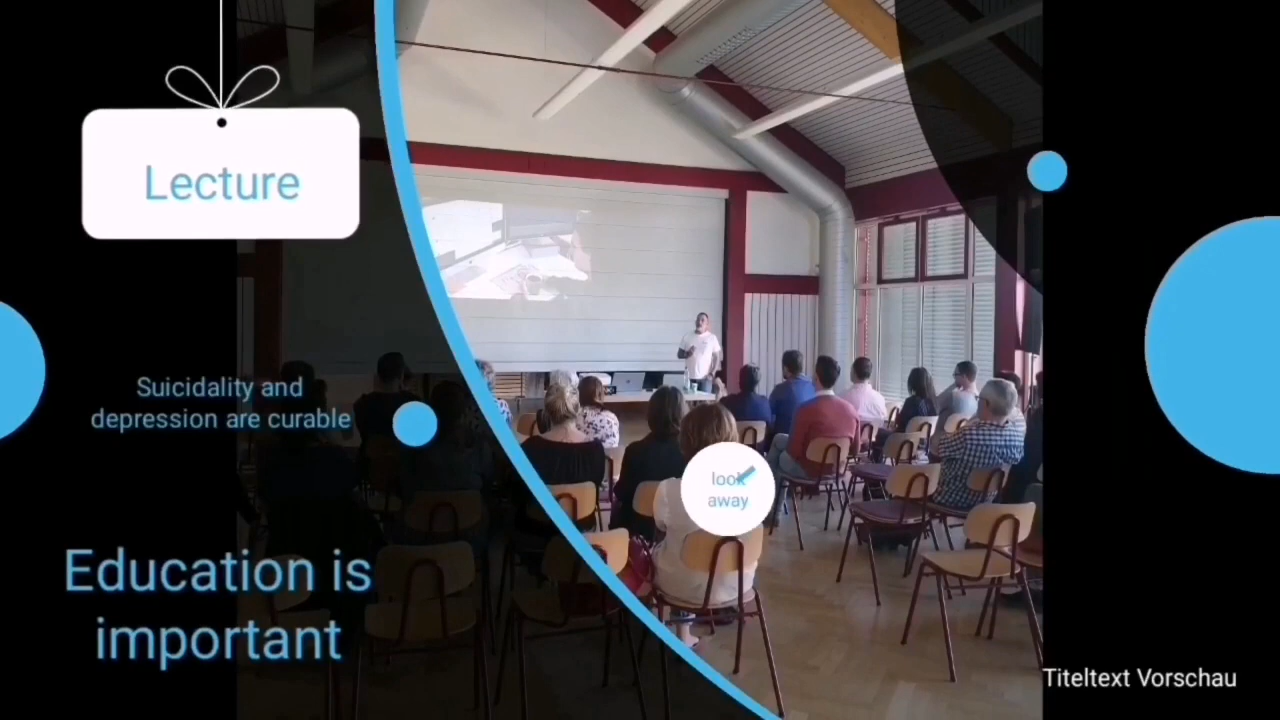 Lecture
Suicidality and
depression are curable
look
away
Education is
important
Titeltext Vorschau